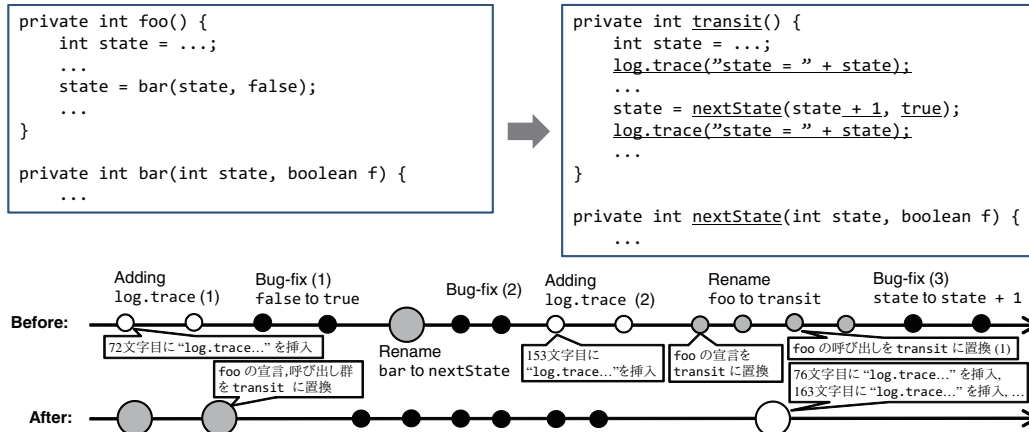 private int foo() {
int state = ...;
...
state = bar(state, false);
...
}
private int bar(int state, boolean f) {
...
private int transit() {
int state = ...;
log.trace(”state = ” + state);
...
state = nextState(state + 1, true);
log.trace(”state = ” + state);
...
}
private int nextState(int state, boolean f) {
...
Adding
log.trace (1)
Bug-fix (1)
false to true
Bug-fix (2)
Adding
log.trace (2)
Rename
foo to transit
Bug-fix (3)
state to state + 1
Before:
72文字目に “log.trace...” を挿入
Rename
bar to nextState
153文字目に
“log.trace...”を挿入
foo の宣言を
transit に置換
foo の呼び出しを transit に置換 (1)
foo の宣言,呼び出し群
を transit に置換
76文字目に “log.trace...” を挿入,
163文字目に “log.trace...” を挿入, ...
After: